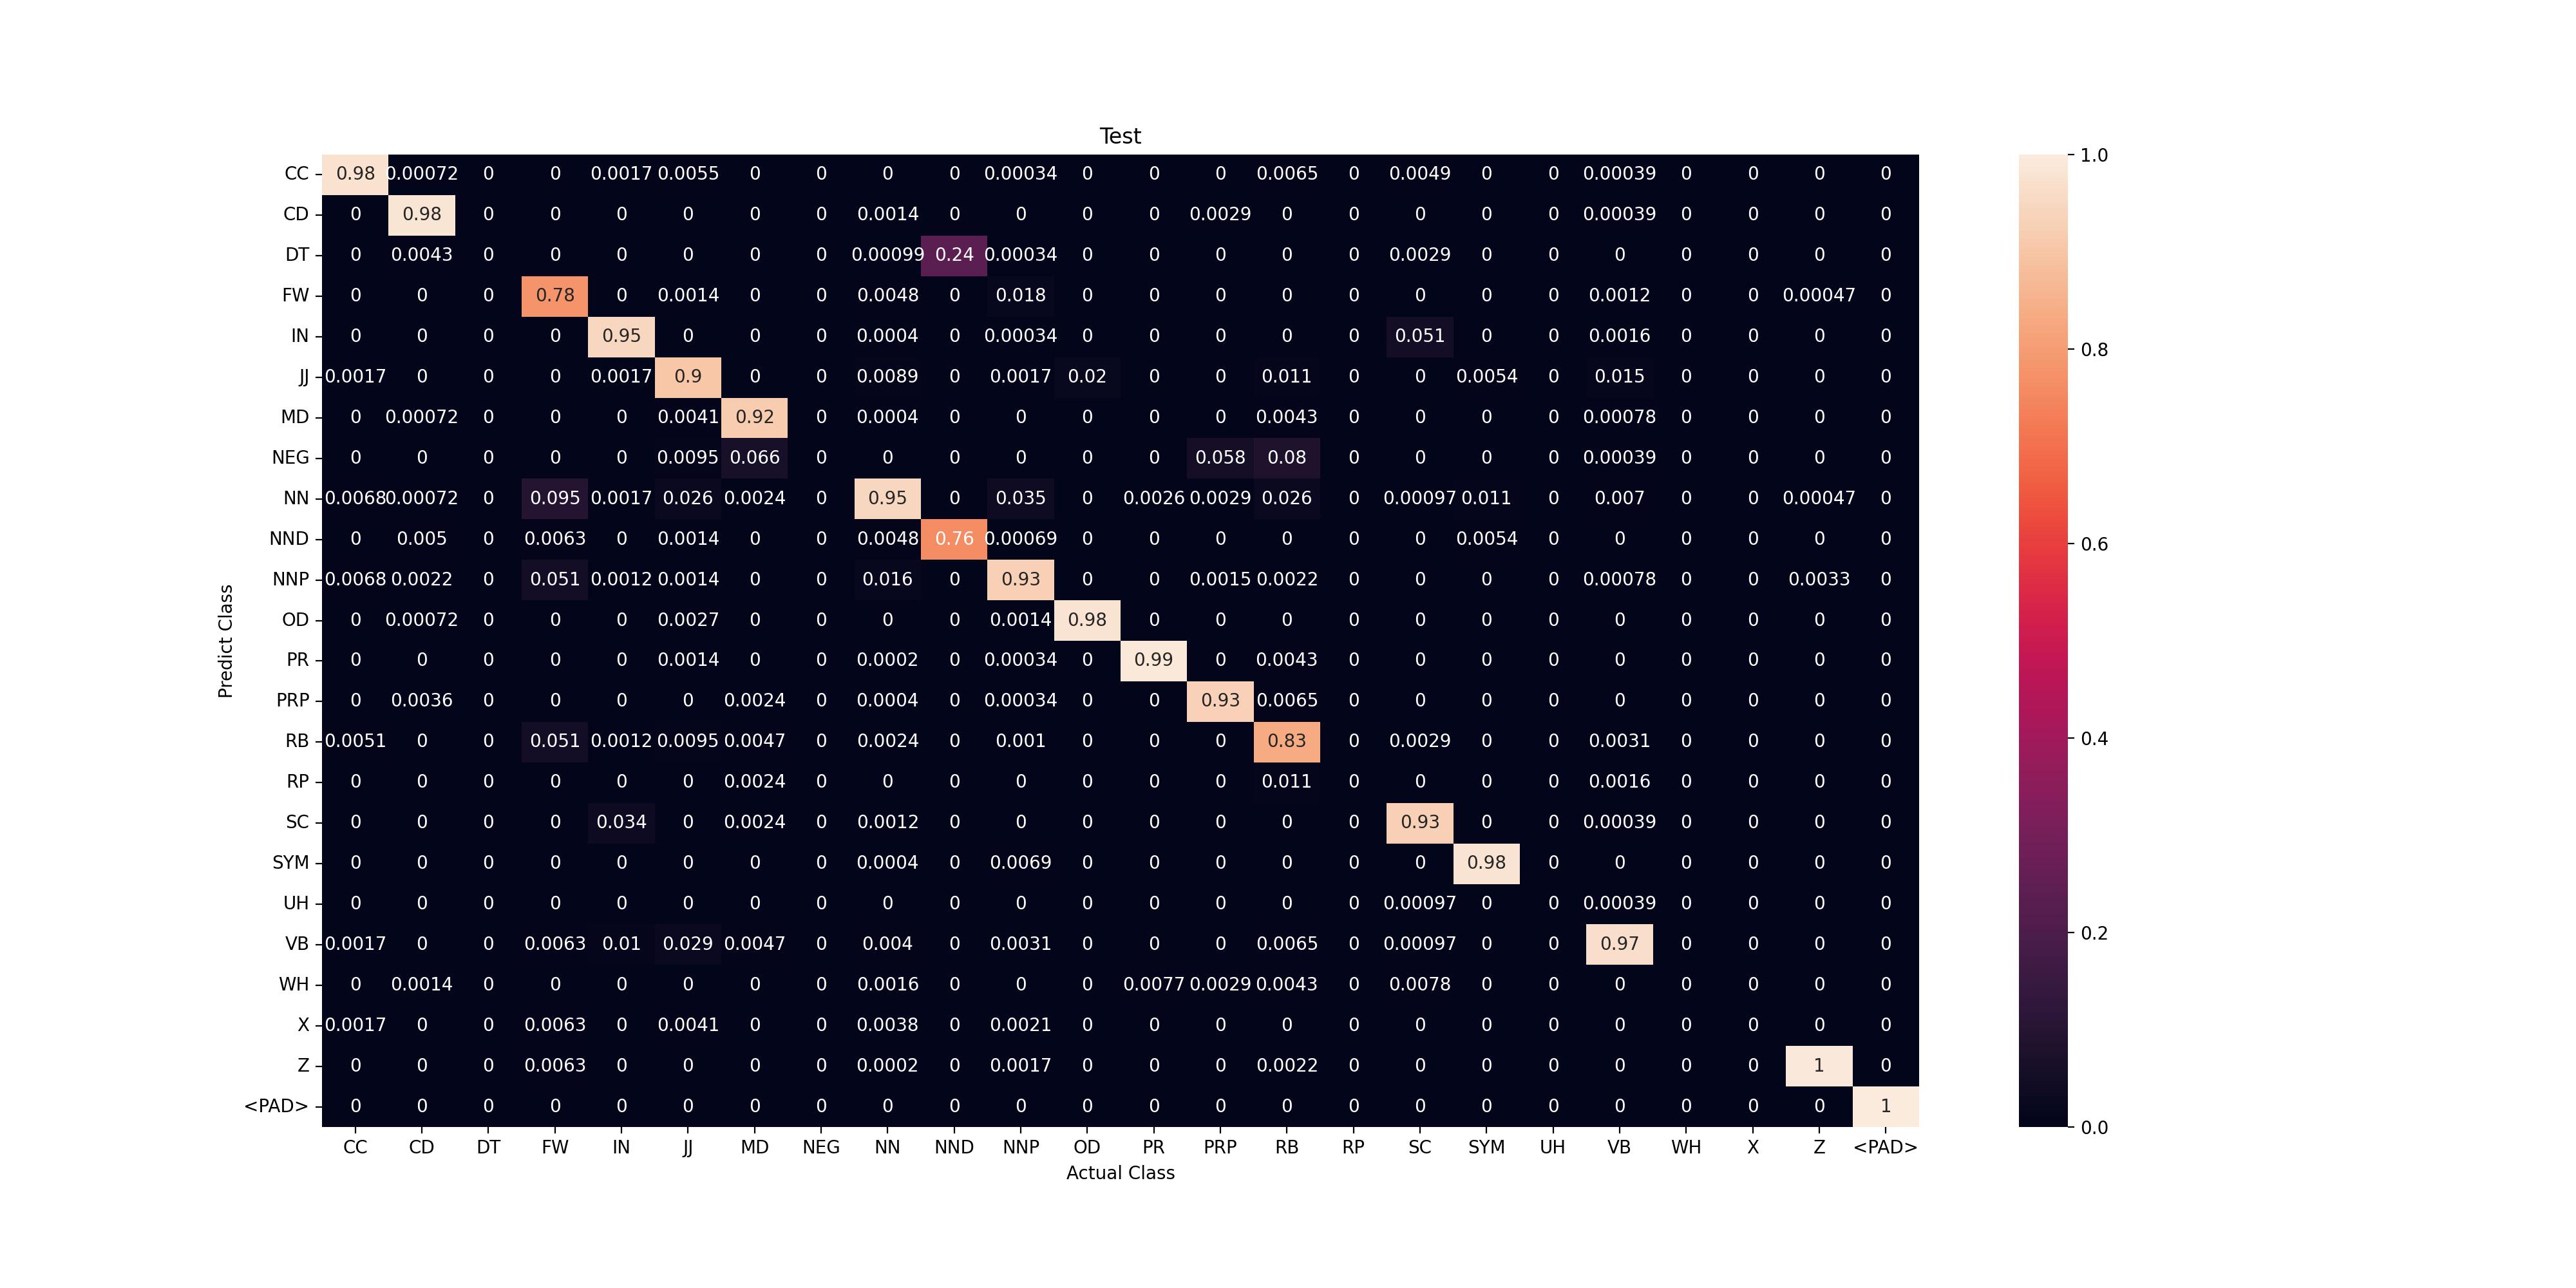 Test
CC 0.98 0.00072 0 0 0.0017 0.0055 0 0 0 0 0.00034 0 0 0 0.0065 0 0.0049 0 0 0.00039 0 0 0 0 1.0
CD 0 0.98 0 0 0 0 0 0 0.0014 0 0 0 0 0.0029 0 0 0 0 0 0.00039 0 0 0 0
DT 0 0.0043 0 0 0 0 0 0 0.00099 0.24 0.00034 0 0 0 0 0 0.0029 0 0 0 0 0 0 0
FW 0 0 0 0.78 0 0.0014 0 0 0.0048 0 0.018 0 0 0 0 0 0 0 0 0.0012 0 0 0.00047 0
IN 0 0 0 0 0.95 0 0 0 0.0004 0 0.00034 0 0 0 0 0 0.051 0 0 0.0016 0 0 0 0
0.8
JJ 0.0017 0 0 0 0.0017 0.9 0 0 0.0089 0 0.0017 0.02 0 0 0.011 0 0 0.0054 0 0.015 0 0 0 0
MD 0 0.00072 0 0 0 0.0041 0.92 0 0.0004 0 0 0 0 0 0.0043 0 0 0 0 0.00078 0 0 0 0
NEG 0 0 0 0 0 0.0095 0.066 0 0 0 0 0 0 0.058 0.08 0 0 0 0 0.00039 0 0 0 0
NN 0.0068 0.00072 0 0.095 0.0017 0.026 0.0024 0 0.95 0 0.035 0 0.0026 0.0029 0.026 0 0.00097 0.011 0 0.007 0 0 0.00047 0
NND 0 0.005 0 0.0063 0 0.0014 0 0 0.0048 0.76 0.00069 0 0 0 0 0 0 0.0054 0 0 0 0 0 0 0.6
NNP 0.0068 0.0022 0 0.051 0.0012 0.0014 0 0 0.016 0 0.93 0 0 0.0015 0.0022 0 0 0 0 0.00078 0 0 0.0033 0
OD 0 0.00072 0 0 0 0.0027 0 0 0 0 0.0014 0.98 0 0 0 0 0 0 0 0 0 0 0 0
Predict Class
PR 0 0 0 0 0 0.0014 0 0 0.0002 0 0.00034 0 0.99 0 0.0043 0 0 0 0 0 0 0 0 0
PRP 0 0.0036 0 0 0 0 0.0024 0 0.0004 0 0.00034 0 0 0.93 0.0065 0 0 0 0 0 0 0 0 0
RB 0.0051 0 0 0.051 0.0012 0.0095 0.0047 0 0.0024 0 0.001 0 0 0 0.83 0 0.0029 0 0 0.0031 0 0 0 0 0.4
RP 0 0 0 0 0 0 0.0024 0 0 0 0 0 0 0 0.011 0 0 0 0 0.0016 0 0 0 0
SC 0 0 0 0 0.034 0 0.0024 0 0.0012 0 0 0 0 0 0 0 0.93 0 0 0.00039 0 0 0 0
SYM 0 0 0 0 0 0 0 0 0.0004 0 0.0069 0 0 0 0 0 0 0.98 0 0 0 0 0 0
UH 0 0 0 0 0 0 0 0 0 0 0 0 0 0 0 0 0.00097 0 0 0.00039 0 0 0 0
VB 0.0017 0 0 0.0063 0.01 0.029 0.0047 0 0.004 0 0.0031 0 0 0 0.0065 0 0.00097 0 0 0.97 0 0 0 0 0.2
WH 0 0.0014 0 0 0 0 0 0 0.0016 0 0 0 0.0077 0.0029 0.0043 0 0.0078 0 0 0 0 0 0 0
X 0.0017 0 0 0.0063 0 0.0041 0 0 0.0038 0 0.0021 0 0 0 0 0 0 0 0 0 0 0 0 0
Z 0 0 0 0.0063 0 0 0 0 0.0002 0 0.0017 0 0 0 0.0022 0 0 0 0 0 0 0 1 0
<PAD> 0 0 0 0 0 0 0 0 0 0 0 0 0 0 0 0 0 0 0 0 0 0 0 1 0.0
CC CD DT FW IN JJ MD NEG NN NND NNP OD PR PRP RB RP SC SYM UH VB WH X Z <PAD>
Actual Class